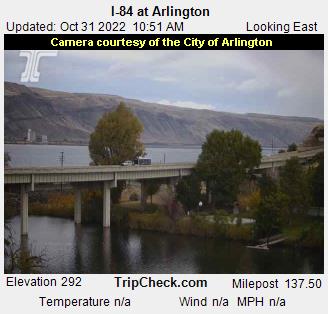 I-84 at Arlington
Updated: Oct 31 2022 10:51 AM Looking East
Camera courtesy of the City of Arlington
Elevation 292 TripCheck.com Milepost 137.50
Temperature n/a Wind n/a MPH n/a